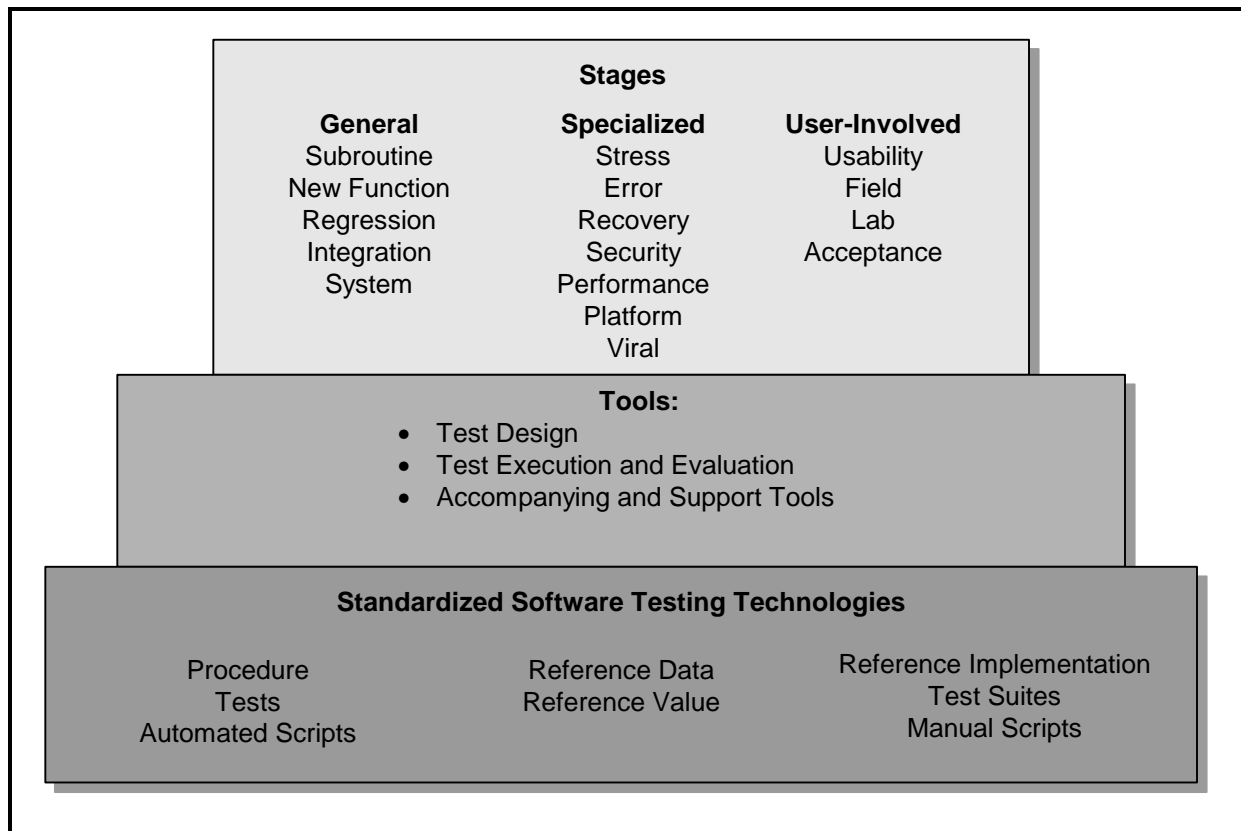 Stages
General
Subroutine
New Function
Regression
Integration
System
Specialized
Stress
Error
Recovery
Security
Performance
Platform
Viral
User-Involved
Usability
Field
Lab
Acceptance
Tools:
• Test Design
• Test Execution and Evaluation
• Accompanying and Support Tools
Standardized Software Testing Technologies
Procedure
Tests
Automated Scripts
Reference Data
Reference Value
Reference Implementation
Test Suites
Manual Scripts